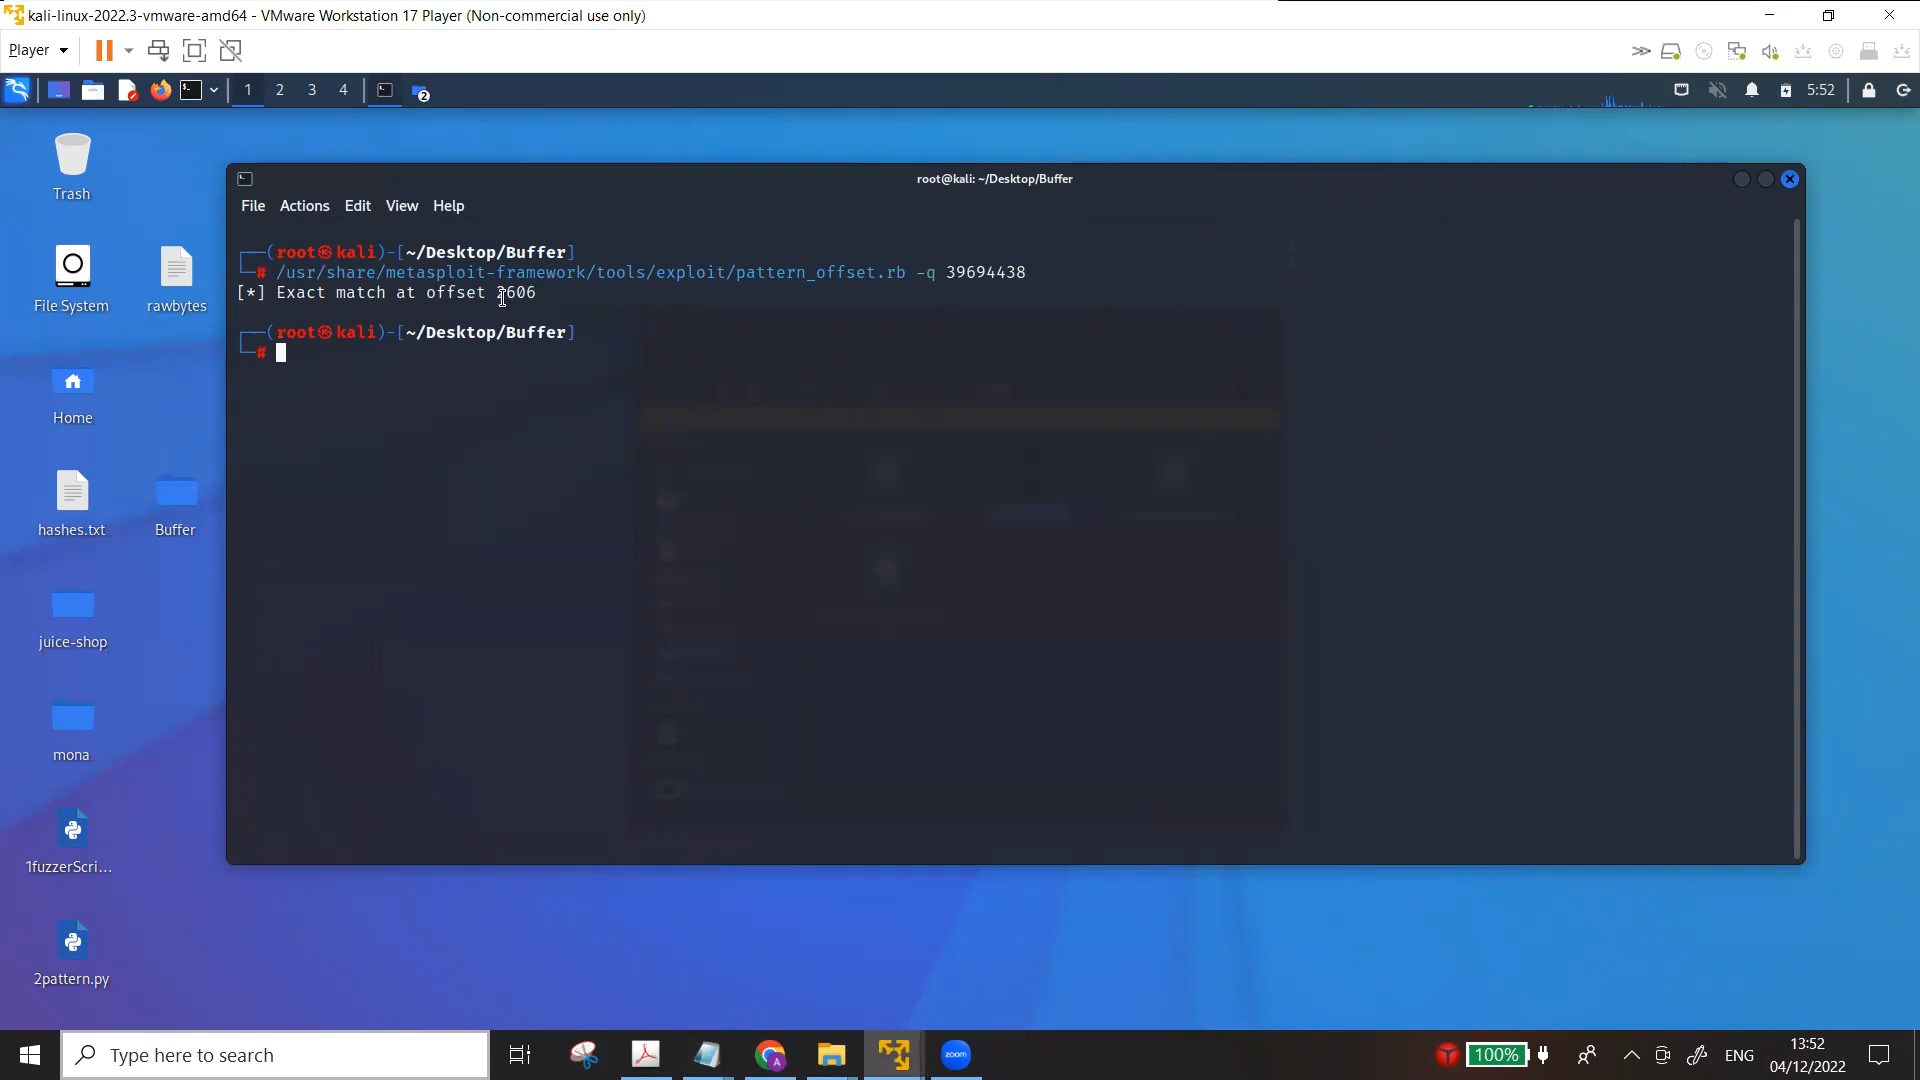 kali-linux-2022.3-vmware-amd64 - VMware Workstation 17 Player (Non-commercial use only)
Player
1 2 3 4
2
5:52
Trash
File System
rawbytes
Home
hashes.txt
Buffer
juice-shop
mona
1fuzzerScri...
2pattern.py
root@kali: ~/Desktop/Buffer
File Actions Edit View Help
┌──(root㉿kali)-[~/Desktop/Buffer]
└─# /usr/share/metasploit-framework/tools/exploit/pattern_offset.rb -q 39694438
[*] Exact match at offset 2606
┌──(root㉿kali)-[~/Desktop/Buffer]
└─#
Type here to search
zoom
100%
ENG
13:52
04/12/2022